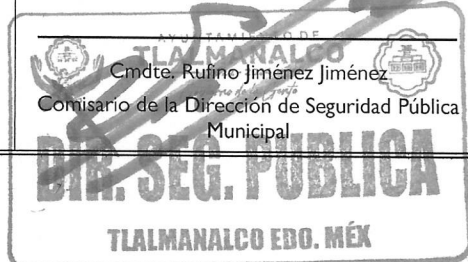 AYUNTAMIENTO DE
TLALMANALCO
Cmdte. Rufino Jiménez Jiménez
Comisario de la Dirección de Seguridad Pública
Municipal
DIR. SEG. PUBLICA
TLALMANALCO EDO. MÉX